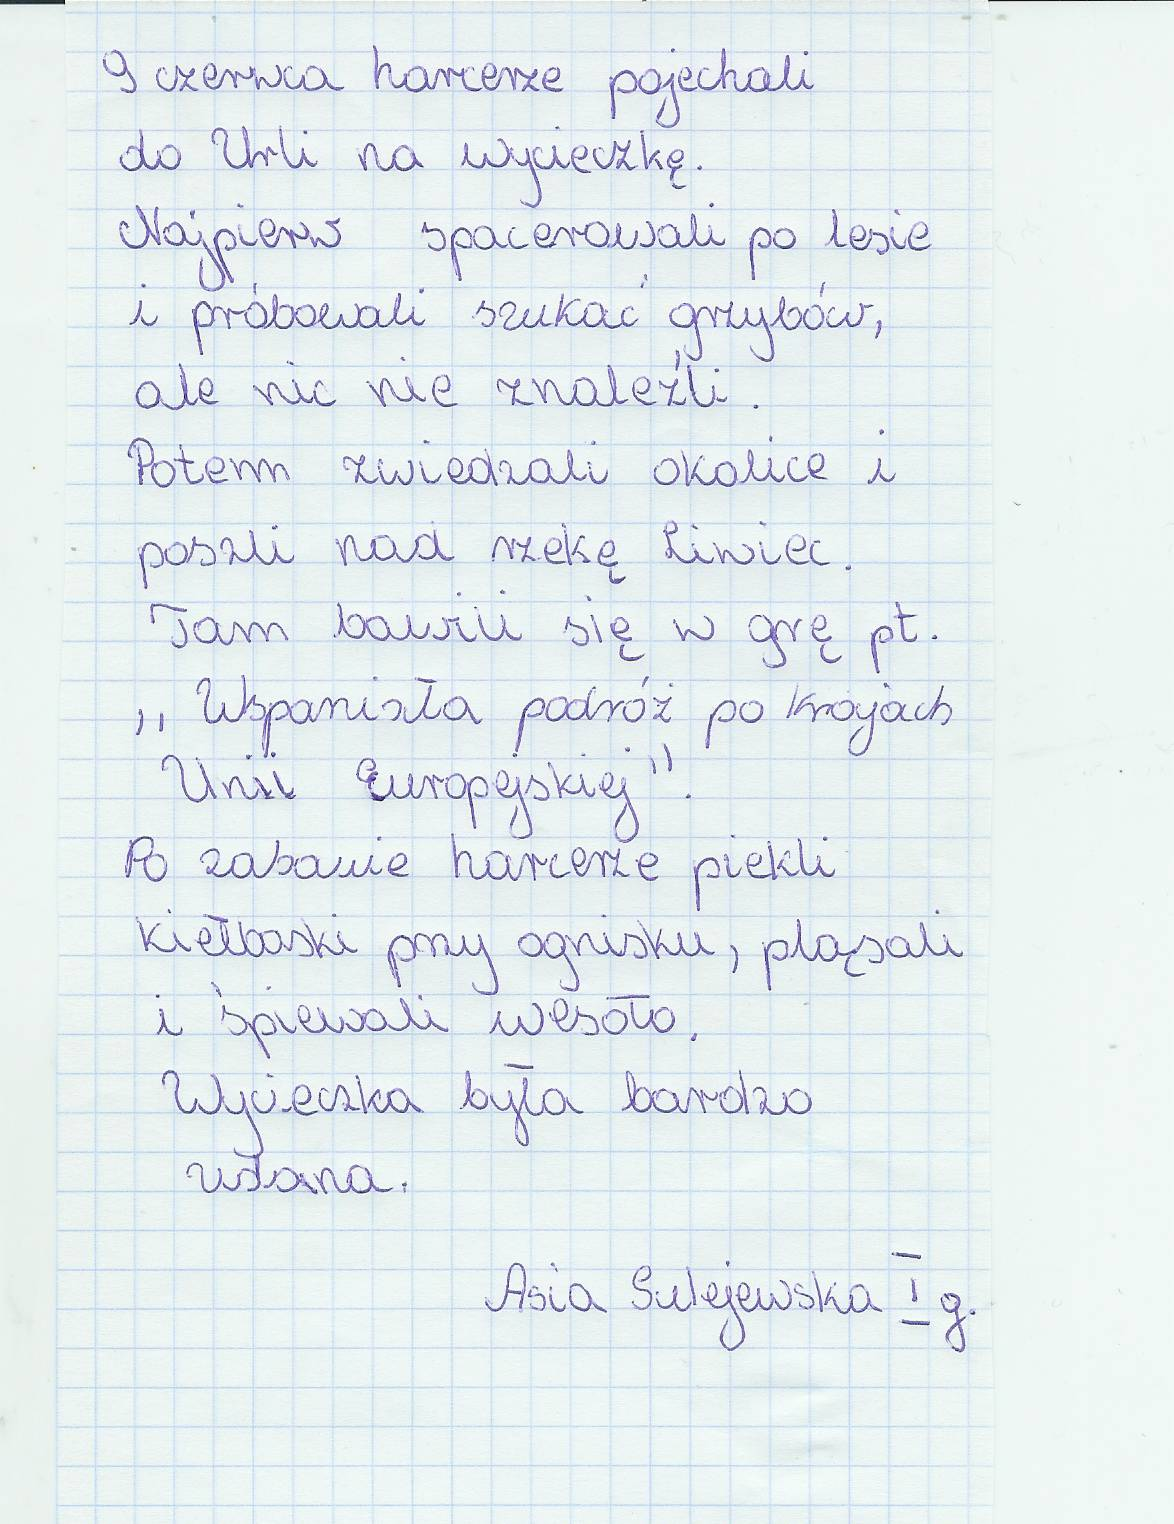 9 czerwca harcerze pojechali
do Urli na wycieczkę.
Najpierw spacerowali po lesie
i próbowali szukać grzybów,
ale nic nie znaleźli.
Potem zwiedzali okolice i
poszli nad rzekę Liwiec.
Tam bawili się w grę pt.
,,Wspaniała podróż po krajach
Unii Europejskiej".
Po zabawie harcerze piekli
kiełbaski przy ognisku, pląsali
i śpiewali wesoło.
Wycieczka była bardzo
udana.
Asia Sulejewska I g.